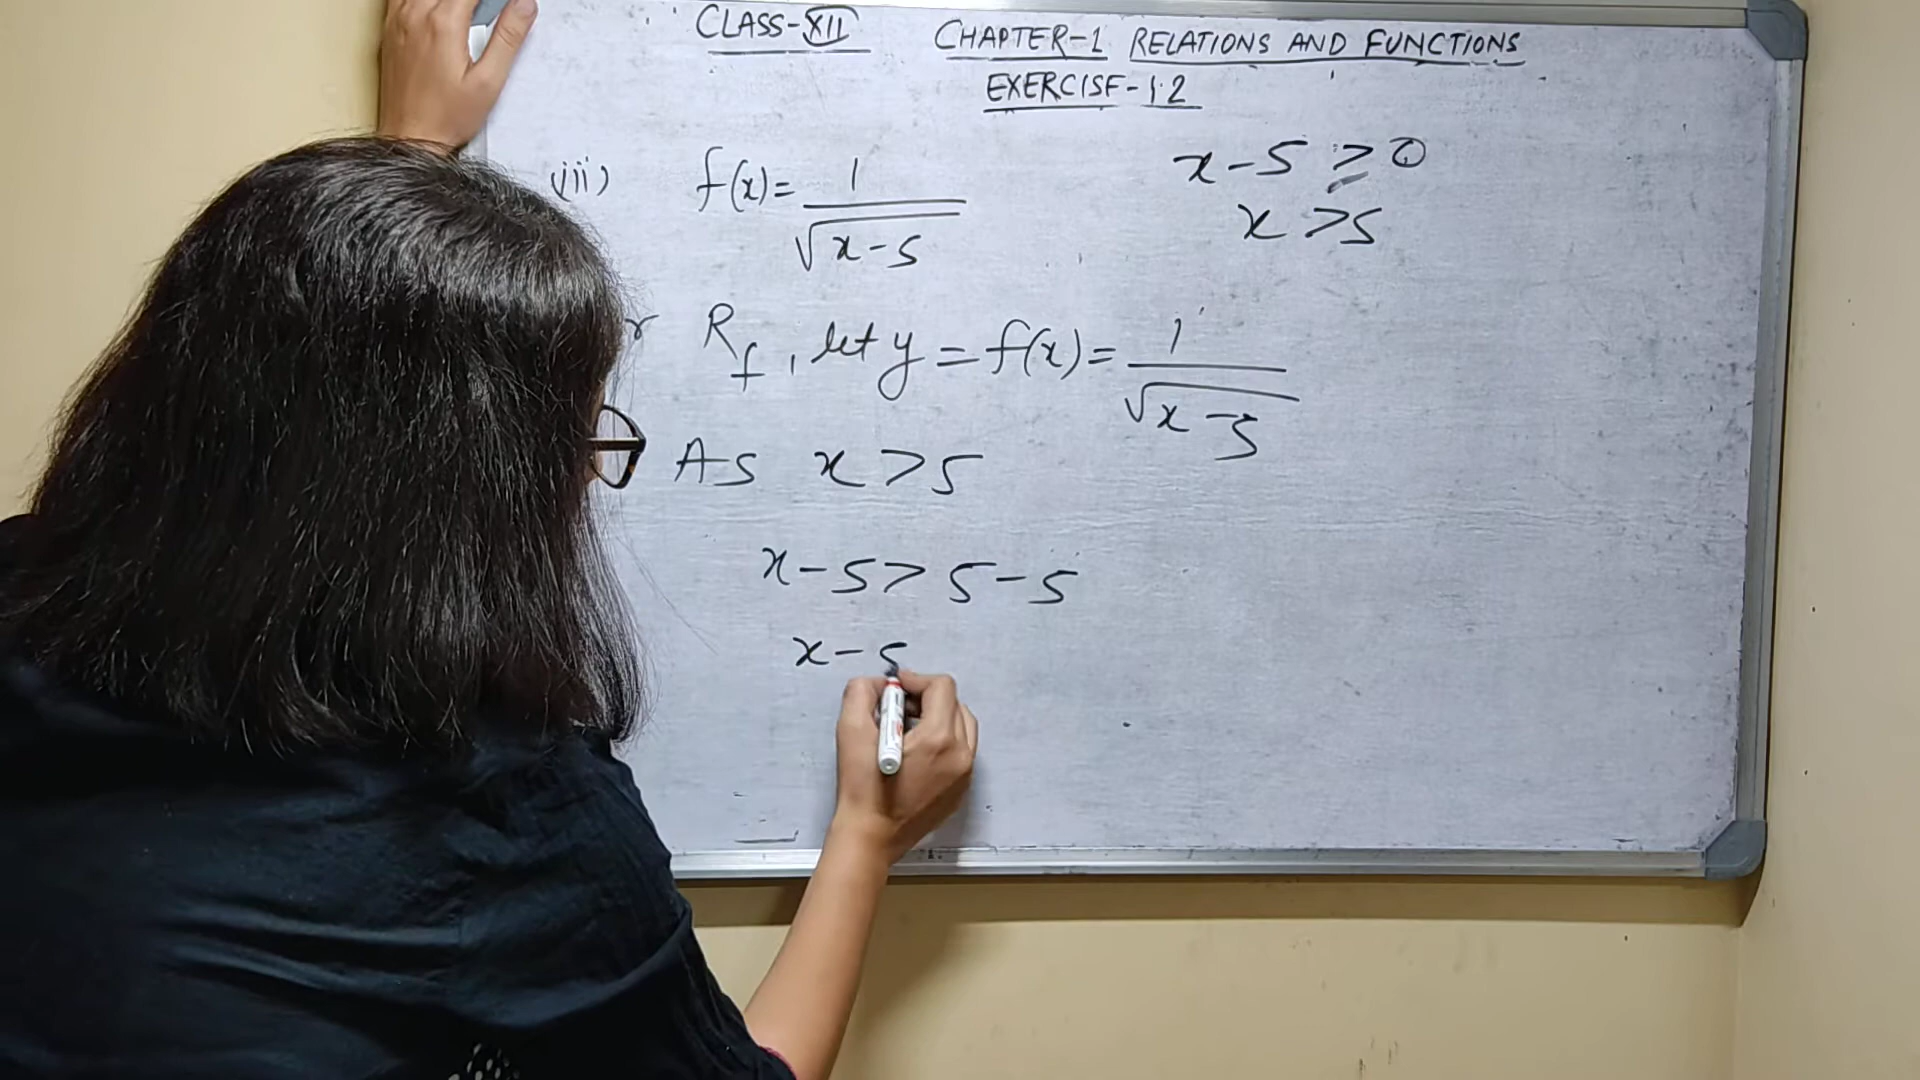 CLASS-XII CHAPTER-1 RELATIONS AND FUNCTIONS
EXERCISE-1.2
(iii) f(x)= 1/√(x-5)
x-5 > 0
x >5
R_f, let y = f(x) = 1/√(x-5)
As x >5
x-5 > 5-5
x-5